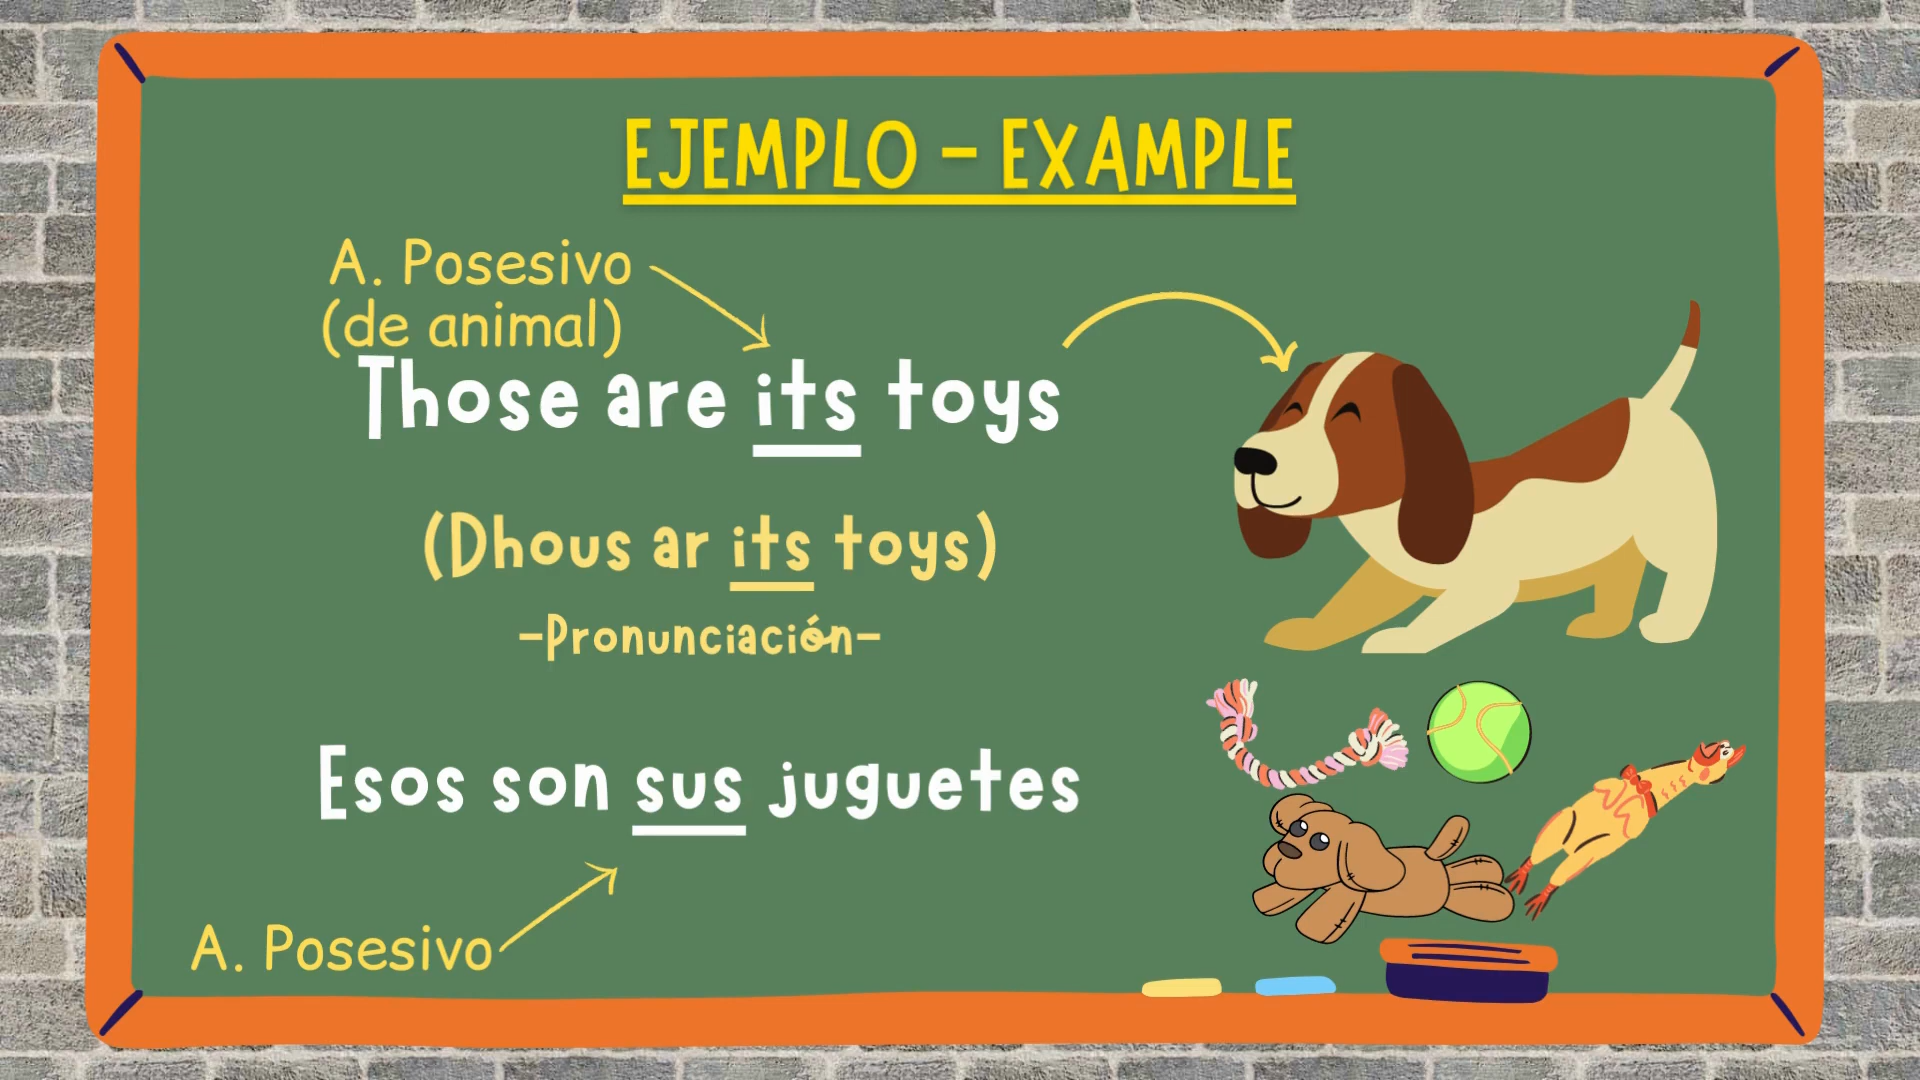 EJEMPLO - EXAMPLE
A. Posesivo
(de animal)
Those are its toys
(Dhous ar its toys)
-Pronunciación-
Esos son sus juguetes
A. Posesivo